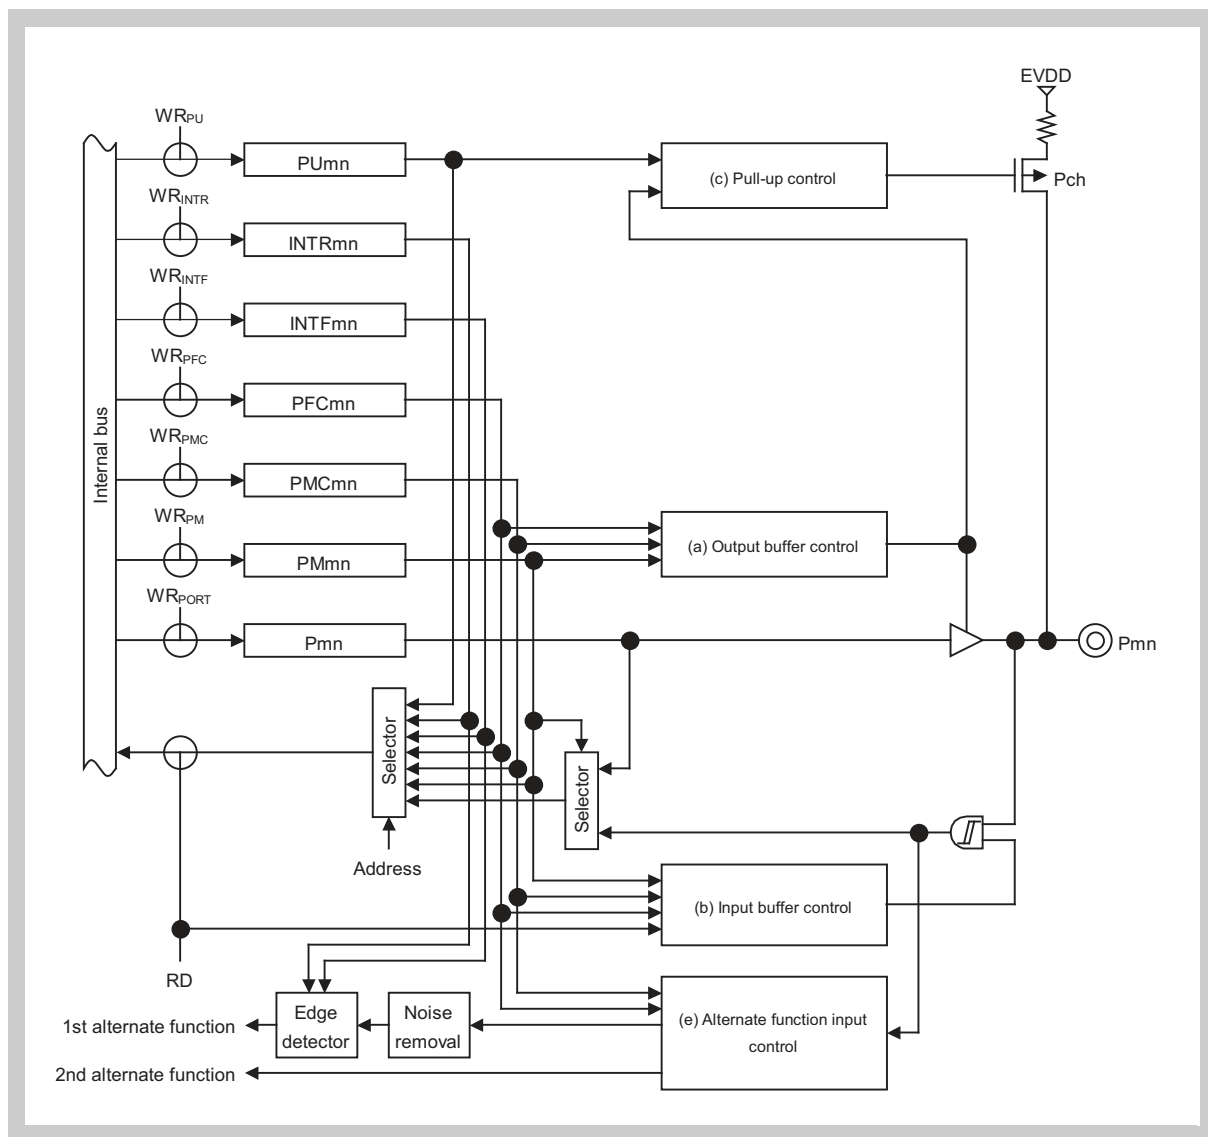 EVDD
WRPU
PUmn
(c) Pull-up control
Pch
WRINTR
INTRmn
WRINTF
INTFmn
WRPFC
PFCmn
Internal bus
WRPMC
PMCmn
WRPM
PMmn
(a) Output buffer control
WRPORT
Pmn
Pmn
Selector
Selector
Address
(b) Input buffer control
RD
Edge
detector
Noise
removal
(e) Alternate function input
control
1st alternate function
2nd alternate function